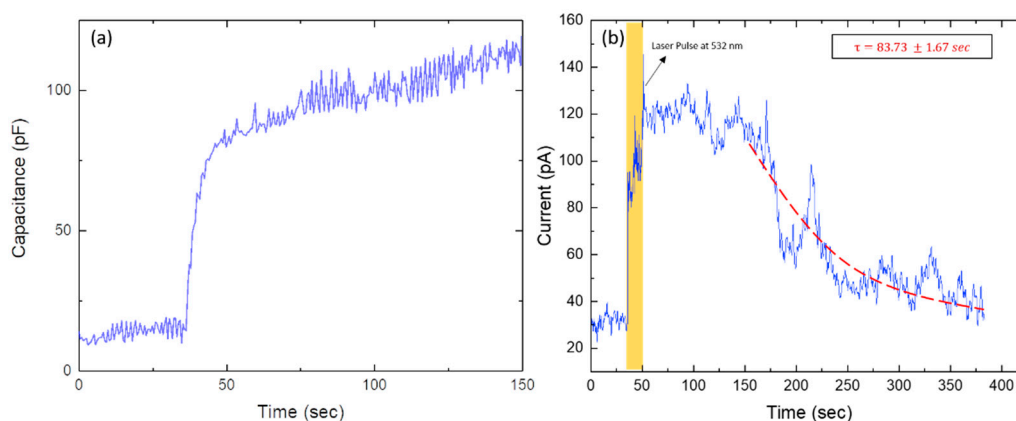 (a)
Capacitance (pF)
100
50
0
0 50 100 150
Time (sec)
(b)
Laser Pulse at 532 nm
τ = 83.73 ± 1.67 sec
Current (pA)
160
140
120
100
80
60
40
20
0 50 100 150 200 250 300 350 400
Time (sec)